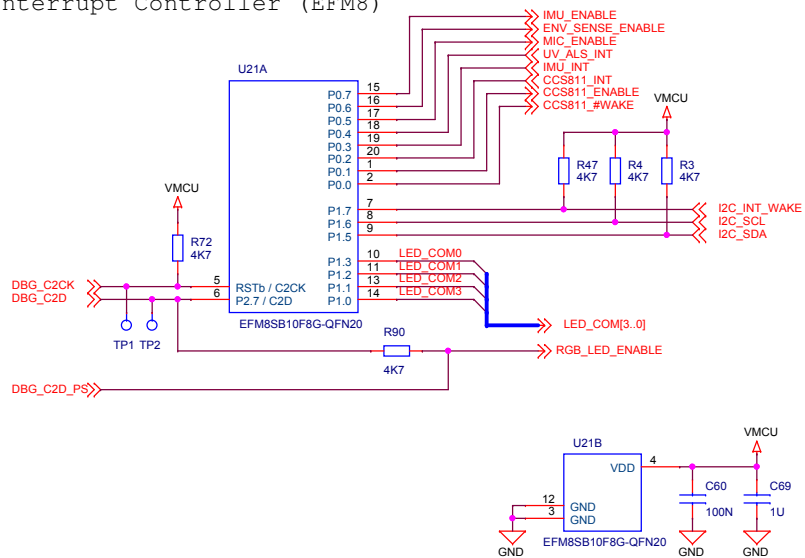 nterrupt Controller (EFM8)
IMU_ENABLE
ENV_SENSE_ENABLE
MIC_ENABLE
UV_ALS_INT
IMU_INT
CCS811_INT
CCS811_ENABLE
CCS811_#WAKE
U21A
P0.7 15
P0.6 16
P0.5 17
P0.4 18
P0.3 19
P0.2 20
P0.1 1
P0.0 2
VMCU
R47 4K7
R4 4K7
R3 4K7
P1.7 7 I2C_INT_WAKE
P1.6 8 I2C_SCL
P1.5 9 I2C_SDA
VMCU
R72
4K7
P1.3 10 LED_COM0
P1.2 11 LED_COM1
P1.1 13 LED_COM2
P1.0 14 LED_COM3
DBG_C2CK 5 RSTb / C2CK
DBG_C2D 6 P2.7 / C2D
TP1 TP2
EFM8SB10F8G-QFN20
LED_COM[3..0]
R90
4K7
RGB_LED_ENABLE
DBG_C2D_PS
U21B
VMCU
VDD 4
C60
100N
C69
1U
12 GND
3 GND
EFM8SB10F8G-QFN20
GND
GND
GND